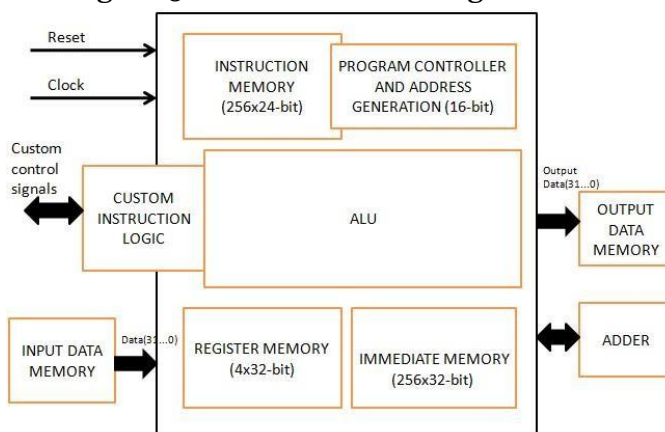 Reset
Clock
INSTRUCTION
MEMORY
(256x24-bit)
PROGRAM CONTROLLER
AND ADDRESS
GENERATION (16-bit)
Custom
control
signals
CUSTOM
INSTRUCTION
LOGIC
ALU
Output
Data(31...0)
OUTPUT
DATA
MEMORY
INPUT DATA
MEMORY
Data(31...0)
REGISTER MEMORY
(4x32-bit)
IMMEDIATE MEMORY
(256x32-bit)
ADDER